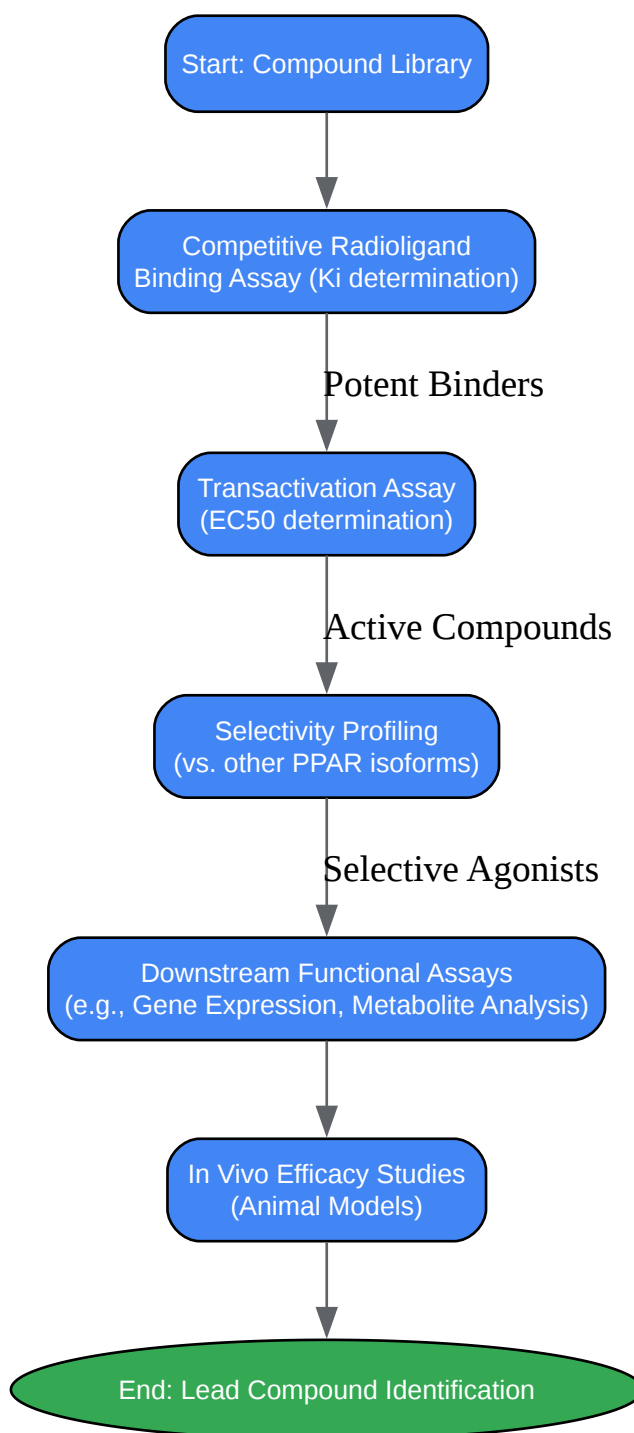 Start: Compound Library
Competitive Radioligand
Binding Assay (Ki determination)
Potent Binders
Transactivation Assay
(EC50 determination)
Active Compounds
Selectivity Profiling
(vs. other PPAR isoforms)
Selective Agonists
Downstream Functional Assays
(e.g., Gene Expression, Metabolite Analysis)
In Vivo Efficacy Studies
(Animal Models)
End: Lead Compound Identification